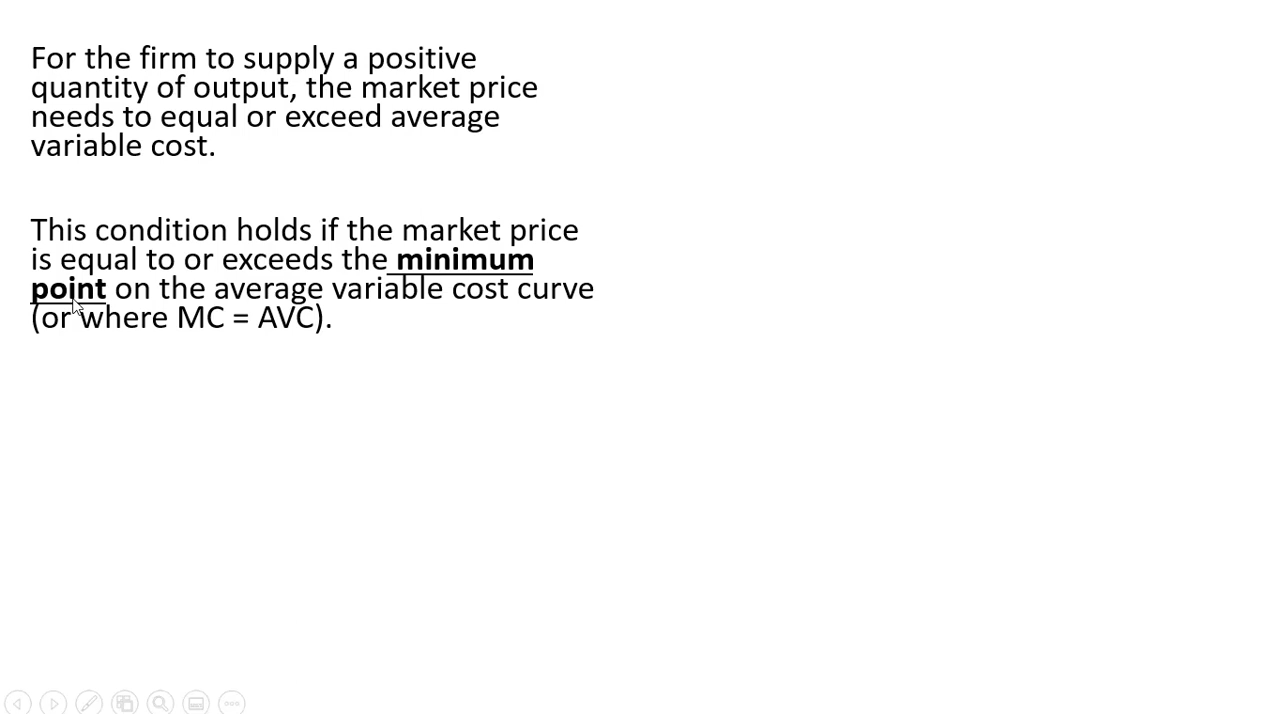 For the firm to supply a positive
quantity of output, the market price
needs to equal or exceed average
variable cost.
This condition holds if the market price
is equal to or exceeds the minimum
point on the average variable cost curve
(or where MC = AVC).